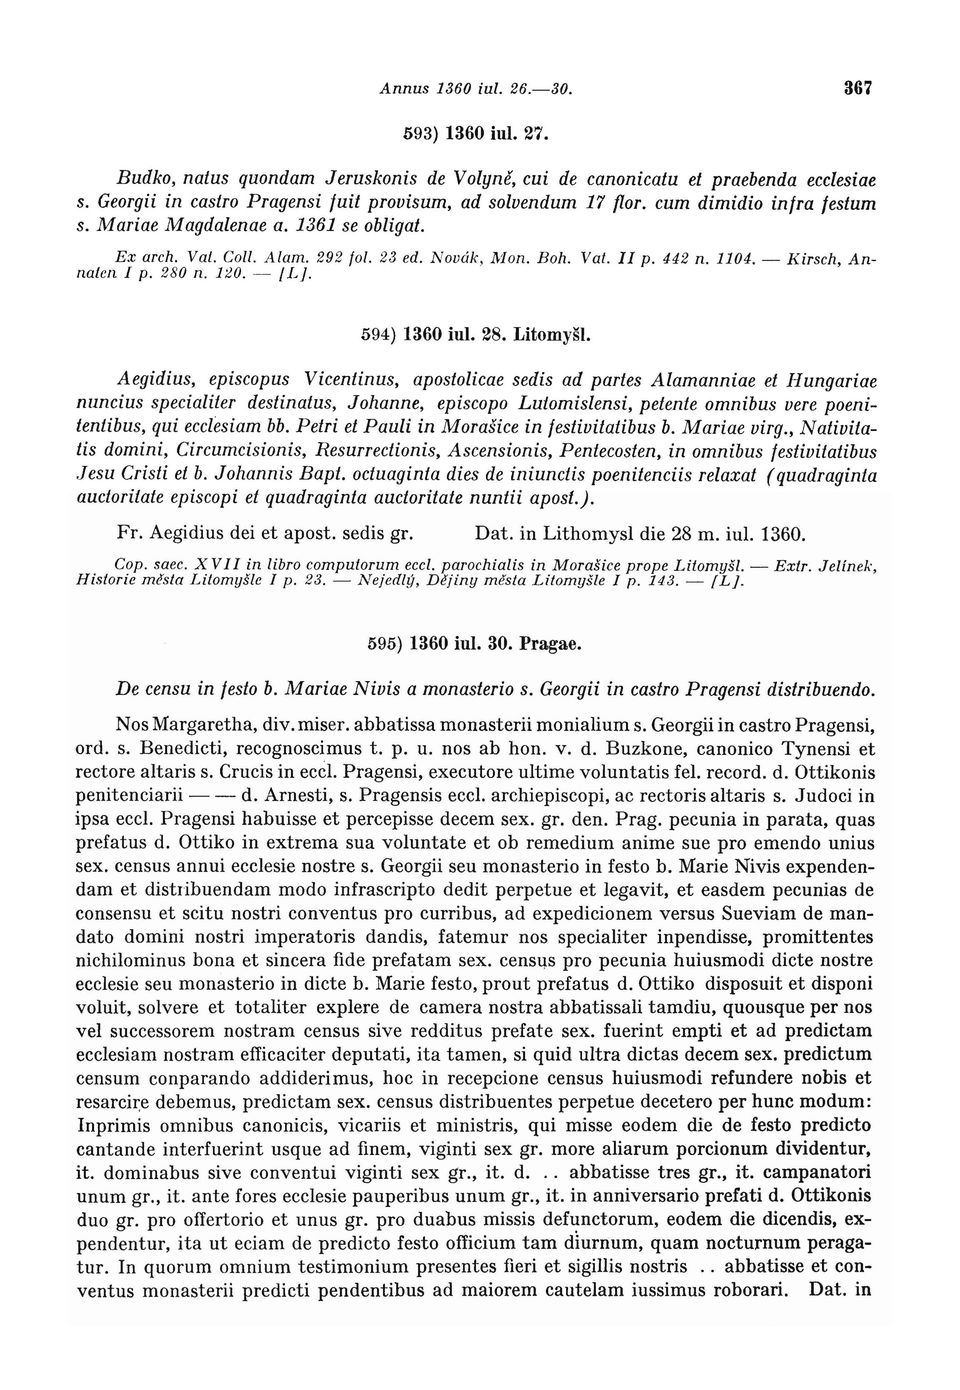 Annus 1360 iul. 26.—30. 367
593) 1360 iul. 27.
Budko, natus quondam Jeruskonis de Volyně, cui de canonicatu et praebenda ecclesiae
s. Georgii in castro Pragensi fuit provisum, ad solvendum 17 flor. cum dimidio infra festum
s. Mariae Magdalenae a. 1361 se obligat.
Ex arch. Vat. Coll. Alam. 292 fol. 23 ed. Novák, Mon. Boh. Vat. II p. 442 n. 1104. — Kirsch, An-
naten I p. 280 n. 120. — [L].
594) 1360 iul. 28. Litomyšl.
Aegidius, episcopus Vicentinus, apostolicae sedis ad partes Alamanniae et Hungariae
nuncius specialiter destinatus, Johanne, episcopo Lutomislensi, petente omnibus vere poeni-
tentibus, qui ecclesiam bb. Petri et Pauli in Morašice in festivitatibus b. Mariae virg., Nativita-
tis domini, Circumcisionis, Resurrectionis, Ascensionis, Pentecosten, in omnibus festivitatibus
Jesu Cristi et b. Johannis Bapt. octuaginta dies de iniunctis poenitenciis relaxat (quadraginta
auctoritate episcopi et quadraginta auctoritate nuntii apost.).
Fr. Aegidius dei et apost. sedis gr. Dat. in Lithomysl die 28 m. iul. 1360.
Cop. saec. XVII in libro computorum eccl. parochialis in Morašice prope Litomyšl. — Extr. Jelínek,
Historie města Litomyšle I p. 23. — Nejedlý, Dějiny města Litomyšle I p. 143. — [L].
595) 1360 iul. 30. Pragae.
De censu in festo b. Mariae Nivis a monasterio s. Georgii in castro Pragensi distribuendo.
Nos Margaretha, div. miser. abbatissa monasterii monialium s. Georgii in castro Pragensi,
ord. s. Benedicti, recognoscimus t. p. u. nos ab hon. v. d. Buzkone, canonico Tynensi et
rectore altaris s. Crucis in eccl. Pragensi, executore ultime voluntatis fel. record. d. Ottikonis
penitenciarii — — d. Arnesti, s. Pragensis eccl. archiepiscopi, ac rectoris altaris s. Judoci in
ipsa eccl. Pragensi habuisse et percepisse decem sex. gr. den. Prag. pecunia in parata, quas
prefatus d. Ottiko in extrema sua voluntate et ob remedium anime sue pro emendo unius
sex. census annui ecclesie nostre s. Georgii seu monasterio in festo b. Marie Nivis expenden-
dam et distribuendam modo infrascripto dedit perpetue et legavit, et easdem pecunias de
consensu et scitu nostri conventus pro curribus, ad expedicionem versus Sueviam de man-
dato domini nostri imperatoris dandis, fatemur nos specialiter inpendisse, promittentes
nichilominus bona et sincera fide prefatam sex. census pro pecunia huiusmodi dicte nostre
ecclesie seu monasterio in dicte b. Marie festo, prout prefatus d. Ottiko disposuit et disponi
voluit, solvere et totaliter explere de camera nostra abbatissali tamdiu, quousque per nos
vel successorem nostram census sive redditus prefate sex. fuerint empti et ad predictam
ecclesiam nostram efficaciter deputati, ita tamen, si quid ultra dictas decem sex. predictum
censum conparando addiderimus, hoc in recepcione census huiusmodi refundere nobis et
resarcire debemus, predictam sex. census distribuentes perpetue decetero per hunc modum:
Inprimis omnibus canonicis, vicariis et ministris, qui misse eodem die de festo predicto
cantande interfuerint usque ad finem, viginti sex gr. more aliarum porcionum dividentur,
it. dominabus sive conventui viginti sex gr., it. d. . . abbatisse tres gr., it. campanatori
unum gr., it. ante fores ecclesie pauperibus unum gr., it. in anniversario prefati d. Ottikonis
duo gr. pro offertorio et unus gr. pro duabus missis defunctorum, eodem die dicendis, ex-
pendentur, ita ut eciam de predicto festo officium tam diurnum, quam nocturnum peraga-
tur. In quorum omnium testimonium presentes fieri et sigillis nostris . . abbatisse et con-
ventus monasterii predicti pendentibus ad maiorem cautelam iussimus roborari. Dat. in